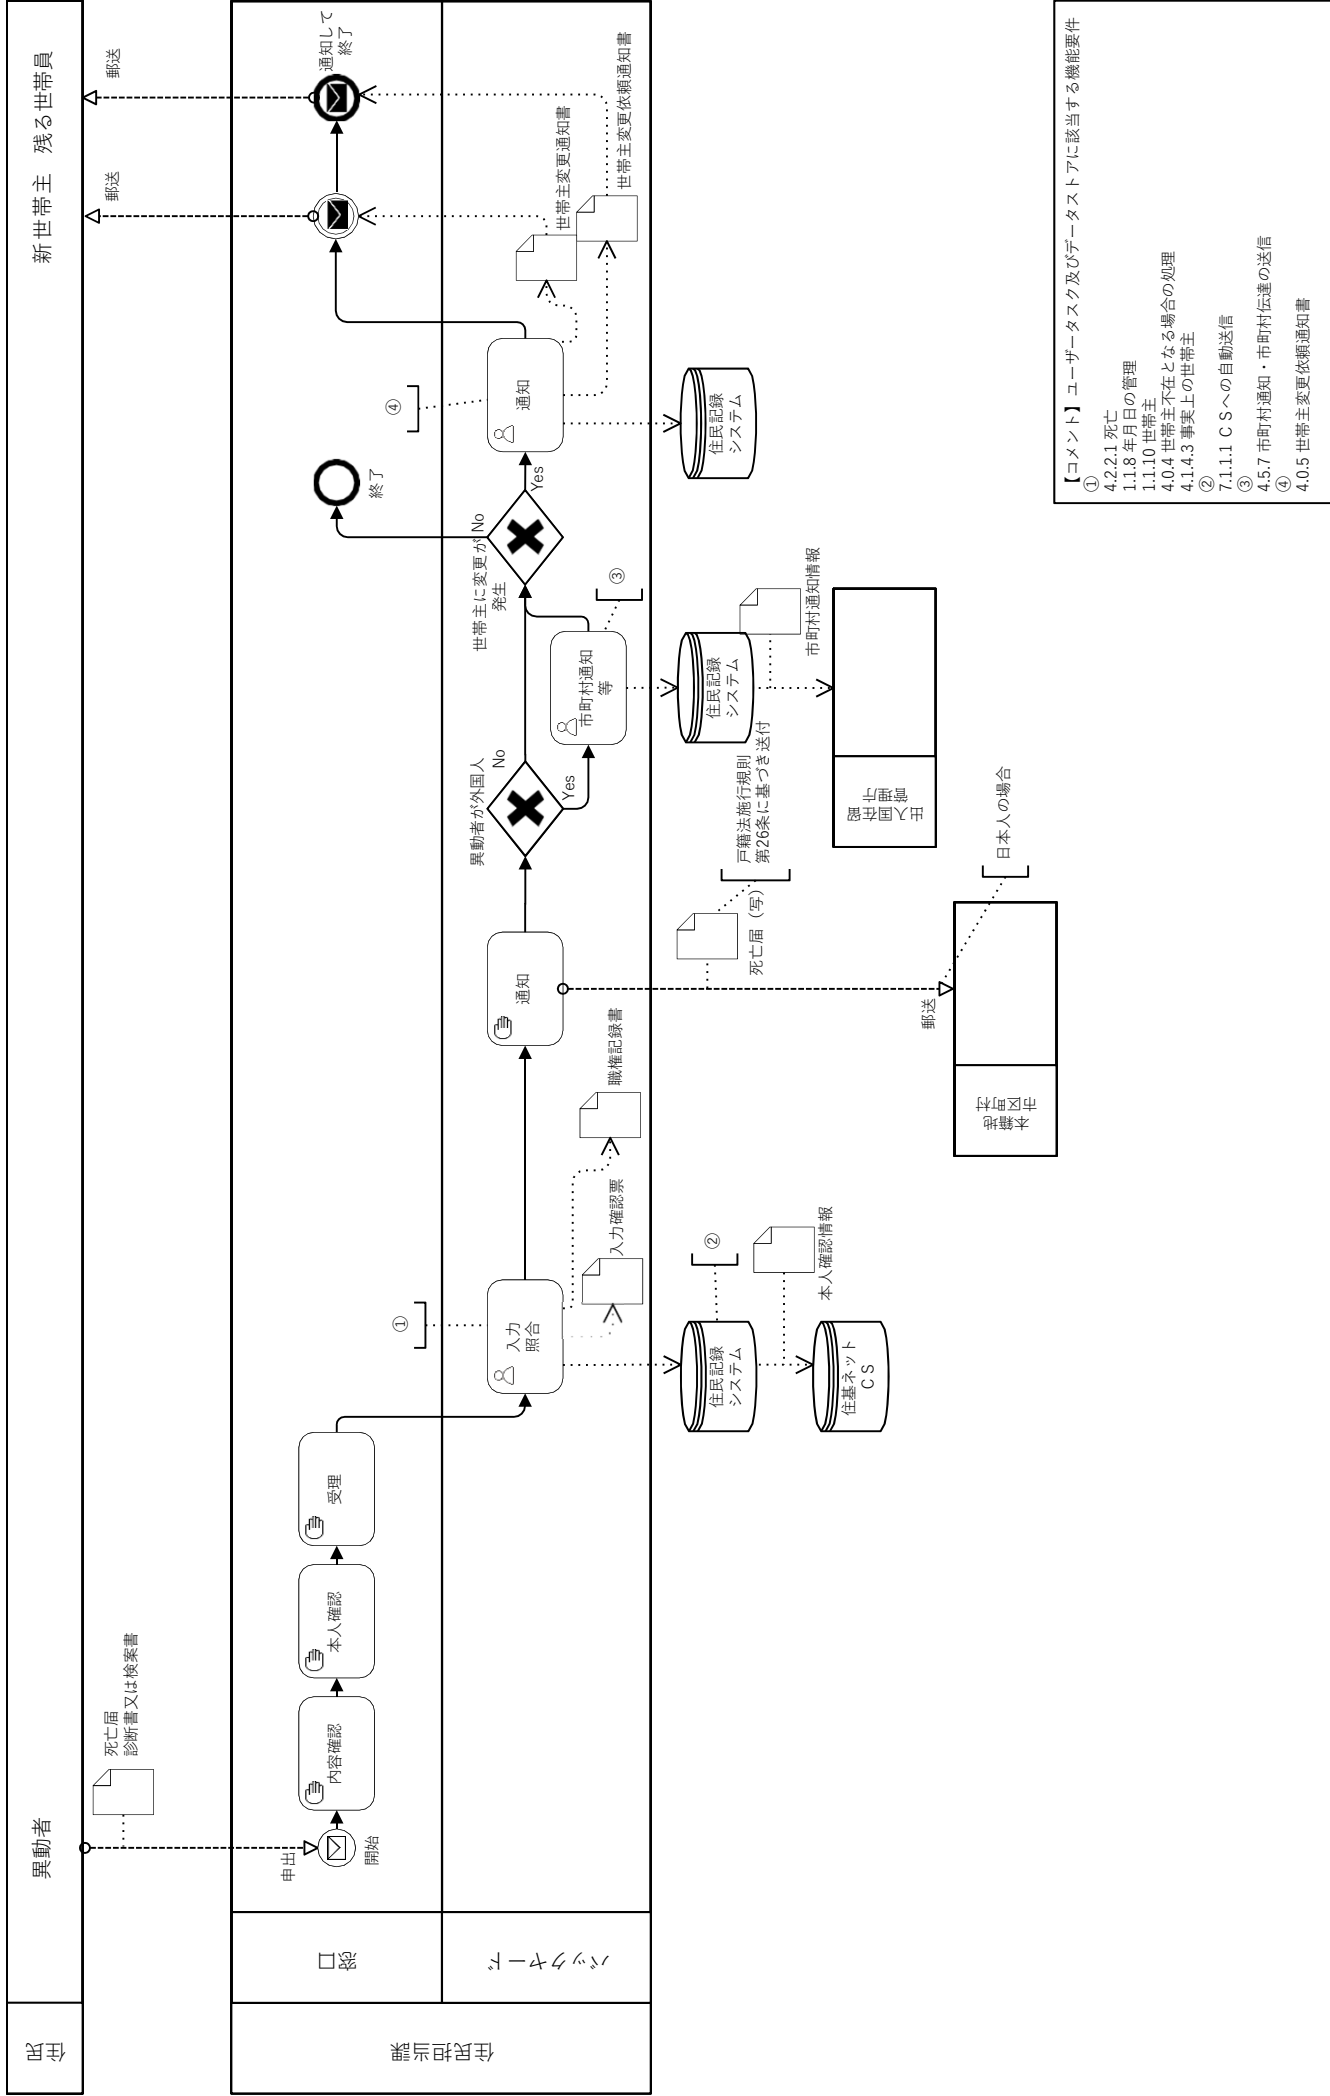 住民
異動者
新世帯主　残る世帯員
死亡届
診断書又は検案書
郵送
郵送
住民担当課
窓口
バックヤード
申出
開始
内容確認
本人確認
受理
①
入力
照合
入力確認票
職権記録書
通知
異動者が外国人
No
Yes
市町村通知
等
③
世帯主に変更が
発生
No
Yes
終了
④
通知
世帯主変更通知書
世帯主変更依頼通知書
通知して
終了
住民記録
システム
②
本人確認情報
住基ネット
ＣＳ
死亡届（写）
戸籍法施行規則
第26条に基づき送付
郵送
日本人の場合
本籍地
市区町村
住民記録
システム
市町村通知情報
出入国在留
管理庁
住民記録
システム
【コメント】ユーザータスク及びデータストアに該当する機能要件
①
4.2.2.1 死亡
1.1.8 年月日の管理
1.1.10 世帯主
4.0.4 世帯主不在となる場合の処理
4.1.4.3 事実上の世帯主
②
7.1.1.1 ＣＳへの自動送信
③
4.5.7 市町村通知・市町村伝達の送信
④
4.0.5 世帯主変更依頼通知書